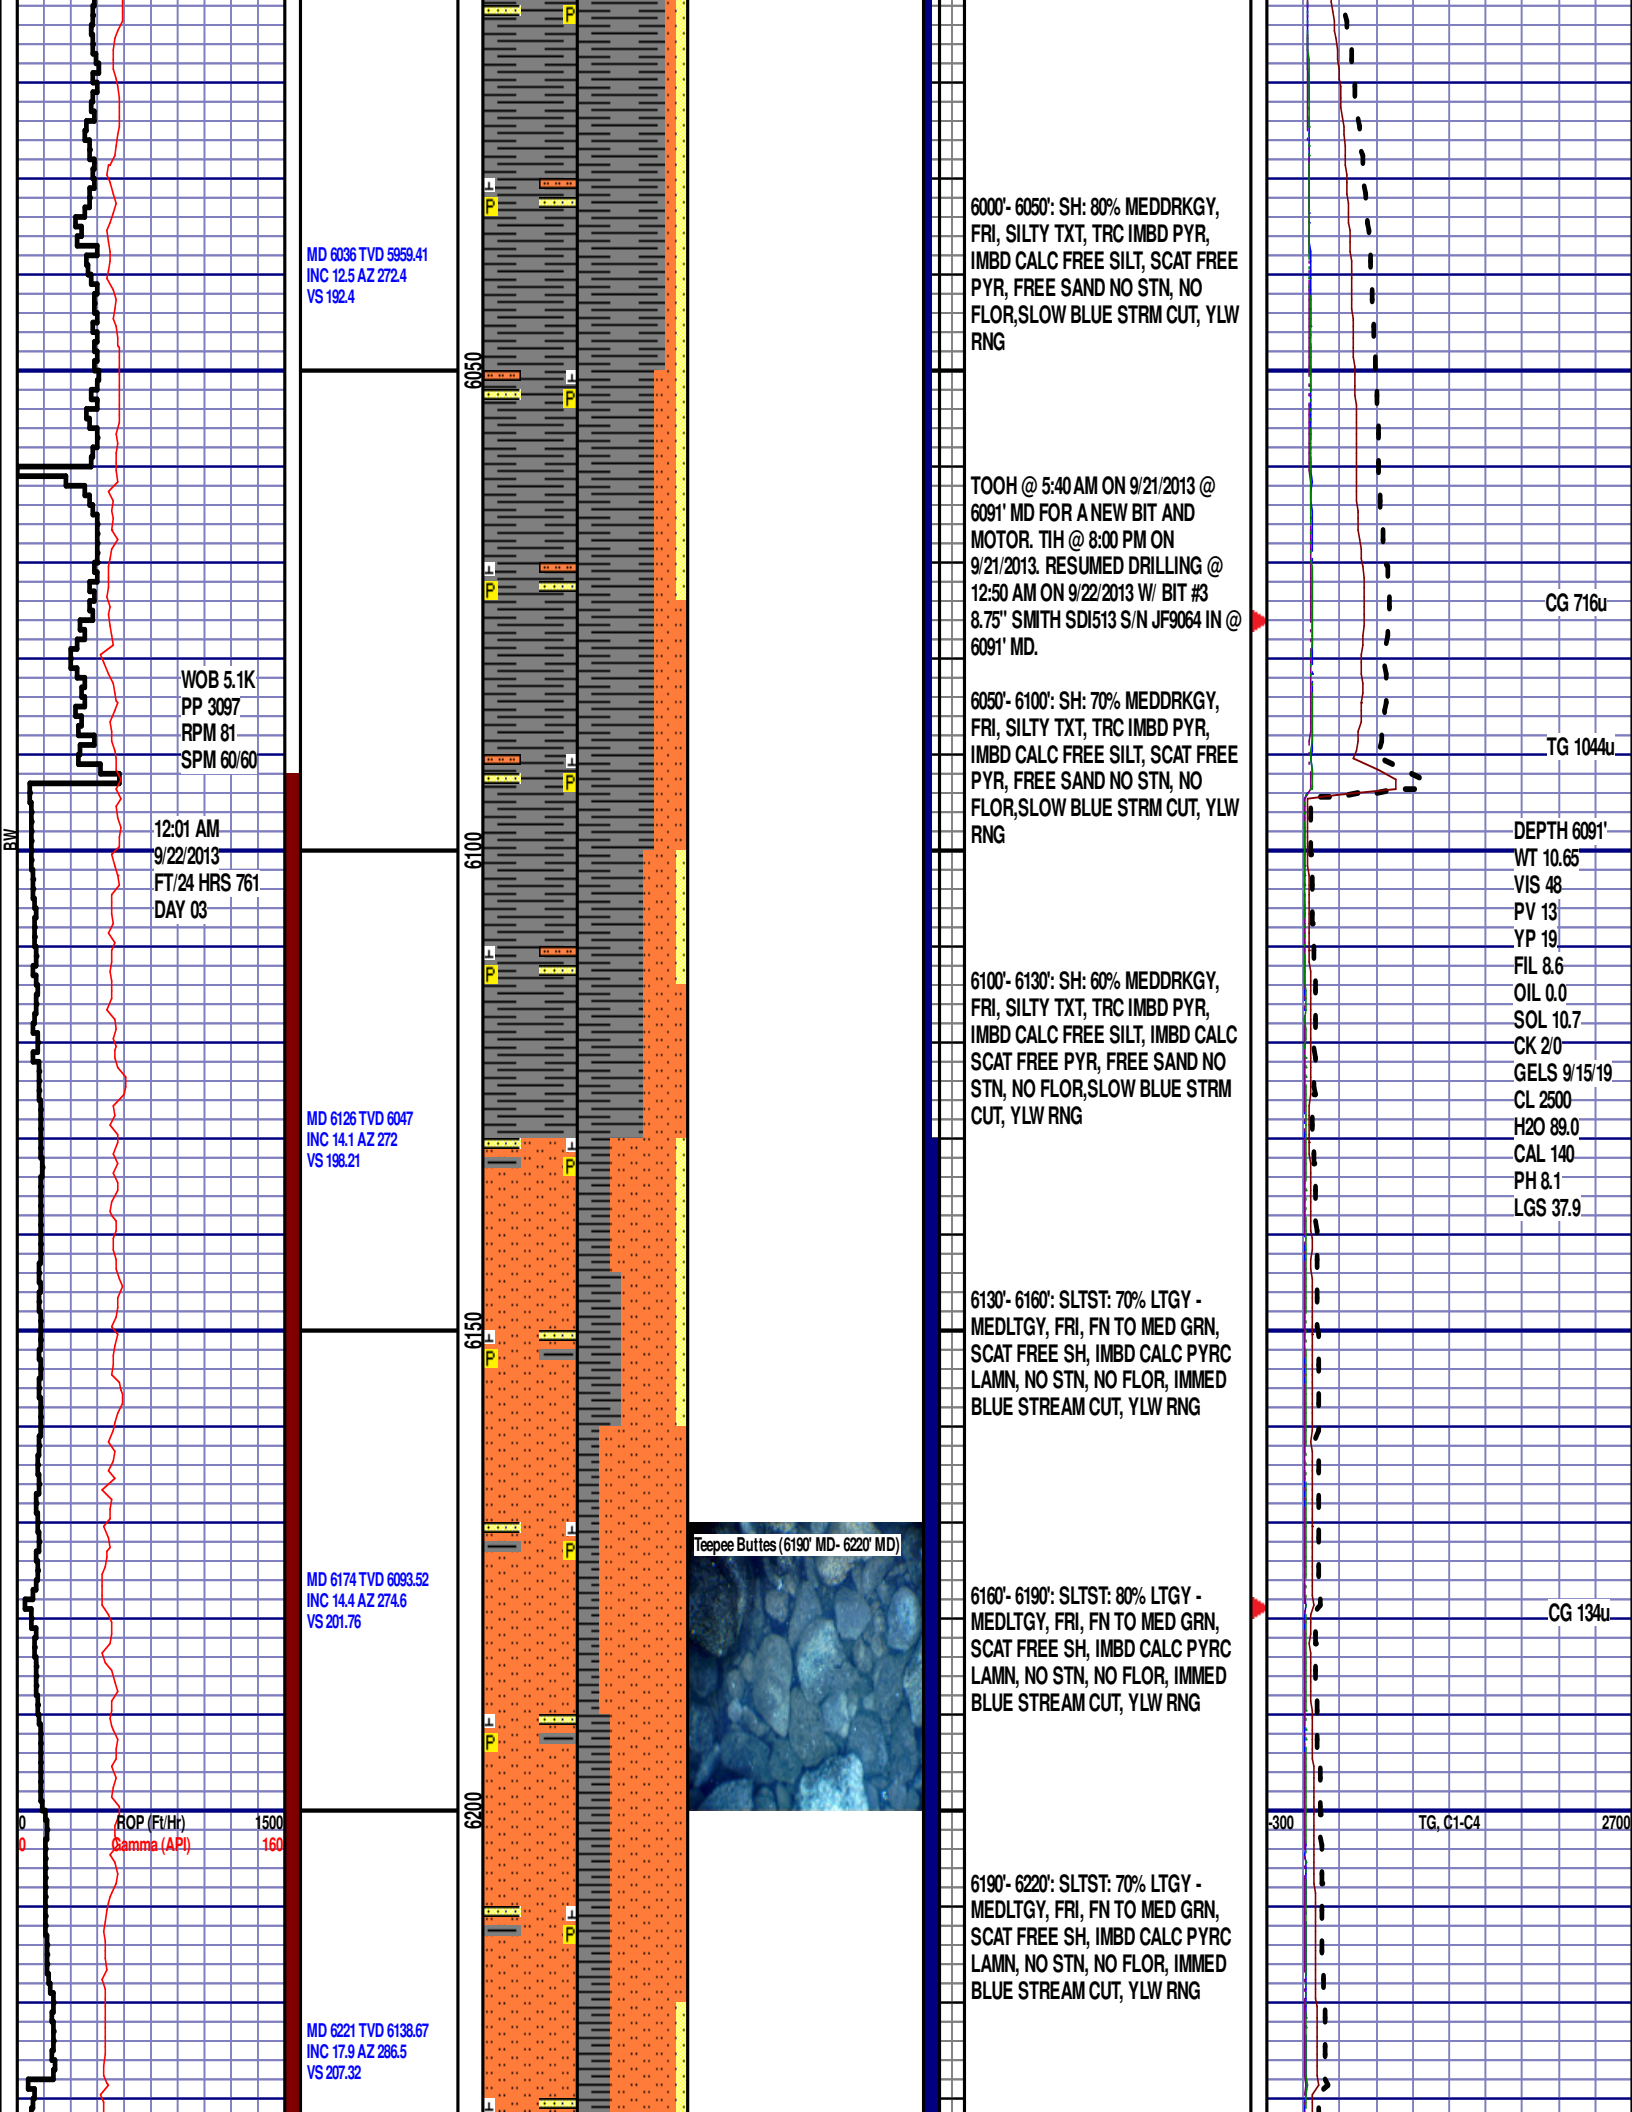 MD 6036 TVD 5959.41
INC 12.5 AZ 272.4
VS 192.4
WOB 5.1K
PP 3097
RPM 81
SPM 60/60
BW
12:01 AM
9/22/2013
FT/24 HRS 761
DAY 03
MD 6126 TVD 6047
INC 14.1 AZ 272
VS 198.21
MD 6174 TVD 6093.52
INC 14.4 AZ 274.6
VS 201.76
0 ROP (Ft/Hr) 1500
0 Gamma (API) 160
MD 6221 TVD 6138.67
INC 17.9 AZ 286.5
VS 207.32
P
P
6050
P
P
P
6100
P
P
6150
P
P
P
6200
P
Teepee Buttes (6190' MD- 6220' MD)
6000'- 6050': SH: 80% MEDDRKGY,
FRI, SILTY TXT, TRC IMBD PYR,
IMBD CALC FREE SILT, SCAT FREE
PYR, FREE SAND NO STN, NO
FLOR,SLOW BLUE STRM CUT, YLW
RNG
TOOH @ 5:40 AM ON 9/21/2013 @
6091' MD FOR A NEW BIT AND
MOTOR. TIH @ 8:00 PM ON
9/21/2013. RESUMED DRILLING @
12:50 AM ON 9/22/2013 W/ BIT #3
8.75" SMITH SDI513 S/N JF9064 IN @
6091' MD.
6050'- 6100': SH: 70% MEDDRKGY,
FRI, SILTY TXT, TRC IMBD PYR,
IMBD CALC FREE SILT, SCAT FREE
PYR, FREE SAND NO STN, NO
FLOR,SLOW BLUE STRM CUT, YLW
RNG
6100'- 6130': SH: 60% MEDDRKGY,
FRI, SILTY TXT, TRC IMBD PYR,
IMBD CALC FREE SILT, IMBD CALC
SCAT FREE PYR, FREE SAND NO
STN, NO FLOR,SLOW BLUE STRM
CUT, YLW RNG
6130'- 6160': SLTST: 70% LTGY -
MEDLTGY, FRI, FN TO MED GRN,
SCAT FREE SH, IMBD CALC PYRC
LAMN, NO STN, NO FLOR, IMMED
BLUE STREAM CUT, YLW RNG
6160'- 6190': SLTST: 80% LTGY -
MEDLTGY, FRI, FN TO MED GRN,
SCAT FREE SH, IMBD CALC PYRC
LAMN, NO STN, NO FLOR, IMMED
BLUE STREAM CUT, YLW RNG
6190'- 6220': SLTST: 70% LTGY -
MEDLTGY, FRI, FN TO MED GRN,
SCAT FREE SH, IMBD CALC PYRC
LAMN, NO STN, NO FLOR, IMMED
BLUE STREAM CUT, YLW RNG
CG 716u
TG 1044u
DEPTH 6091'
WT 10.65
VIS 48
PV 13
YP 19
FIL 8.6
OIL 0.0
SOL 10.7
CK 2/0
GELS 9/15/19
CL 2500
H2O 89.0
CAL 140
PH 8.1
LGS 37.9
CG 134u
-300 TG, C1-C4 2700